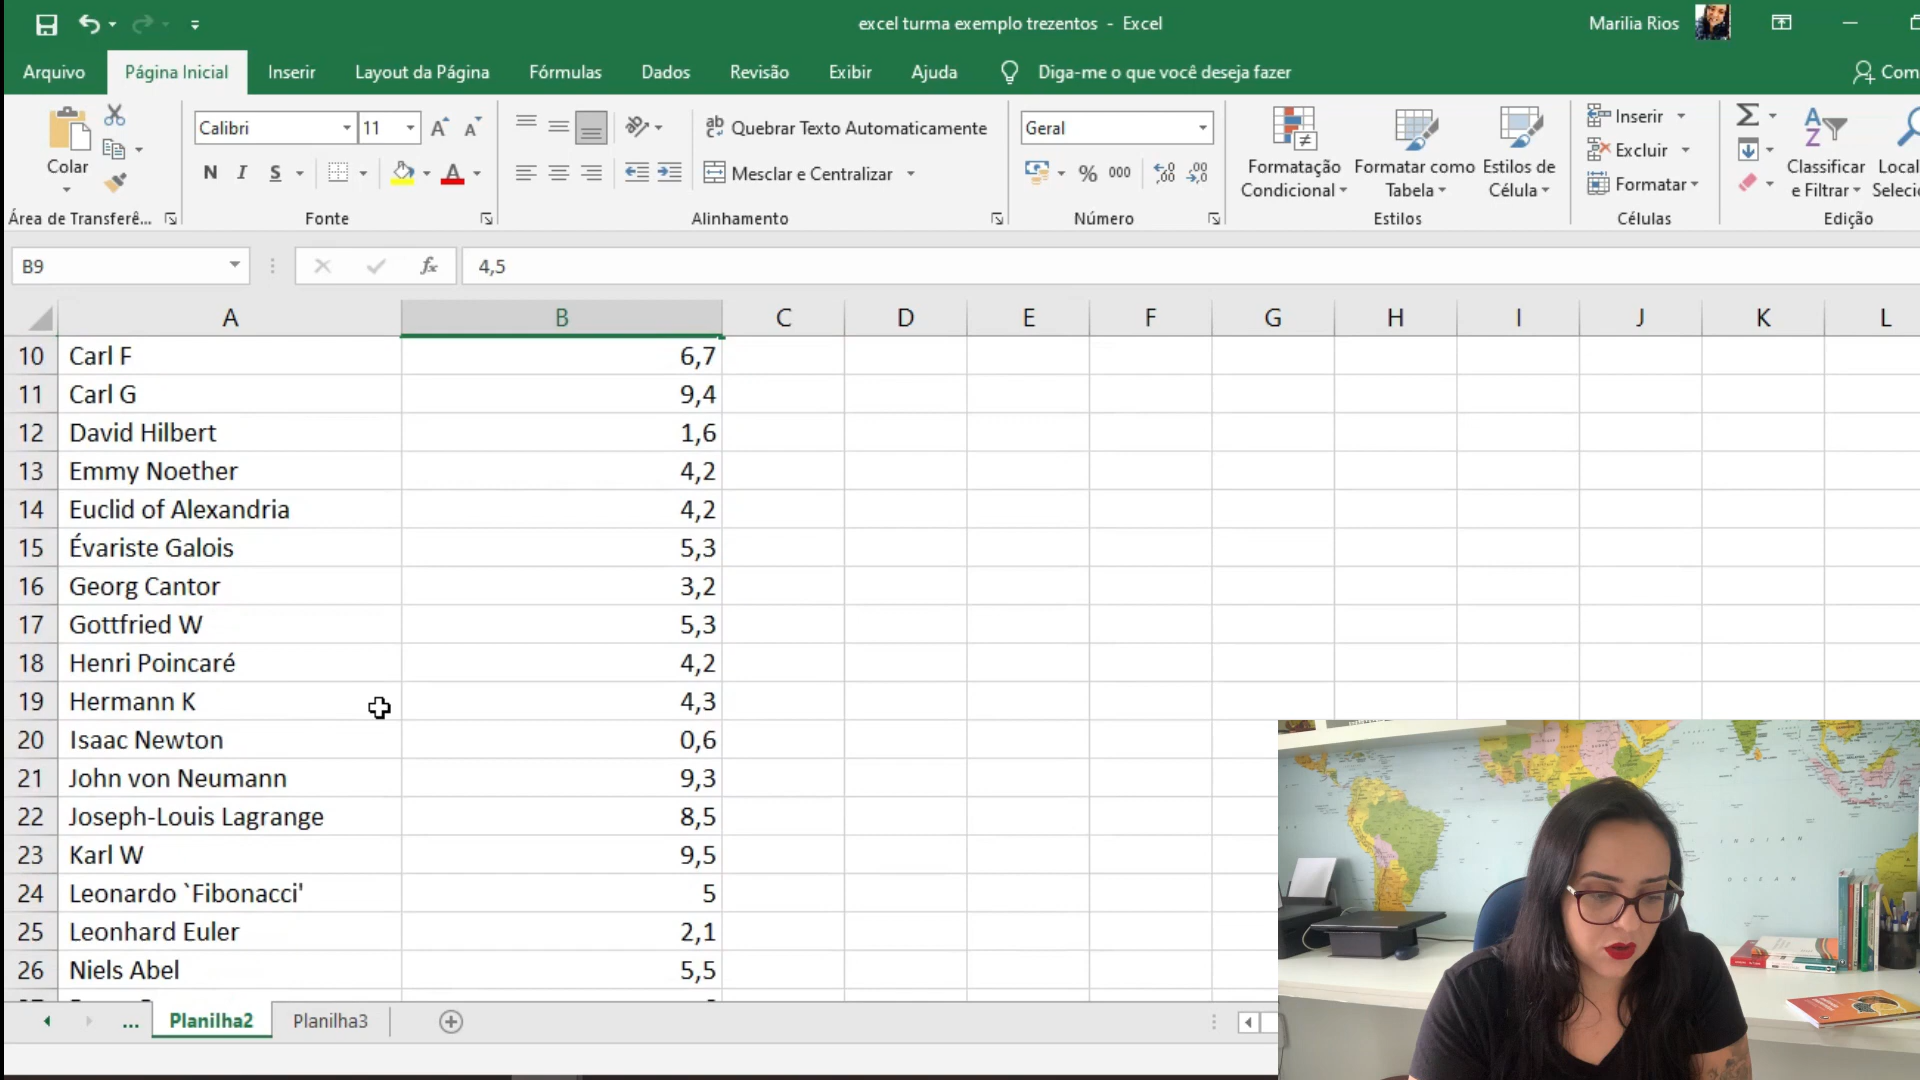 excel turma exemplo trezentos - Excel
Marilia Rios
Arquivo
Página Inicial
Inserir
Layout da Página
Fórmulas
Dados
Revisão
Exibir
Ajuda
Diga-me o que você deseja fazer
Com
Colar
Área de Transferê...
Calibri
11
N I S
Fonte
Quebrar Texto Automaticamente
Mesclar e Centralizar
Alinhamento
Geral
% 000
Número
Formatação Condicional
Formatar como Tabela
Estilos de Célula
Estilos
Inserir
Excluir
Formatar
Células
Classificar e Filtrar
Local
Seleci
Edição
B9
fx
4,5
A B C D E F G H I J K L
10 Carl F 6,7
11 Carl G 9,4
12 David Hilbert 1,6
13 Emmy Noether 4,2
14 Euclid of Alexandria 4,2
15 Évariste Galois 5,3
16 Georg Cantor 3,2
17 Gottfried W 5,3
18 Henri Poincaré 4,2
19 Hermann K 4,3
20 Isaac Newton 0,6
21 John von Neumann 9,3
22 Joseph-Louis Lagrange 8,5
23 Karl W 9,5
24 Leonardo `Fibonacci' 5
25 Leonhard Euler 2,1
26 Niels Abel 5,5
... Planilha2 Planilha3
INDIAN
OCEAN